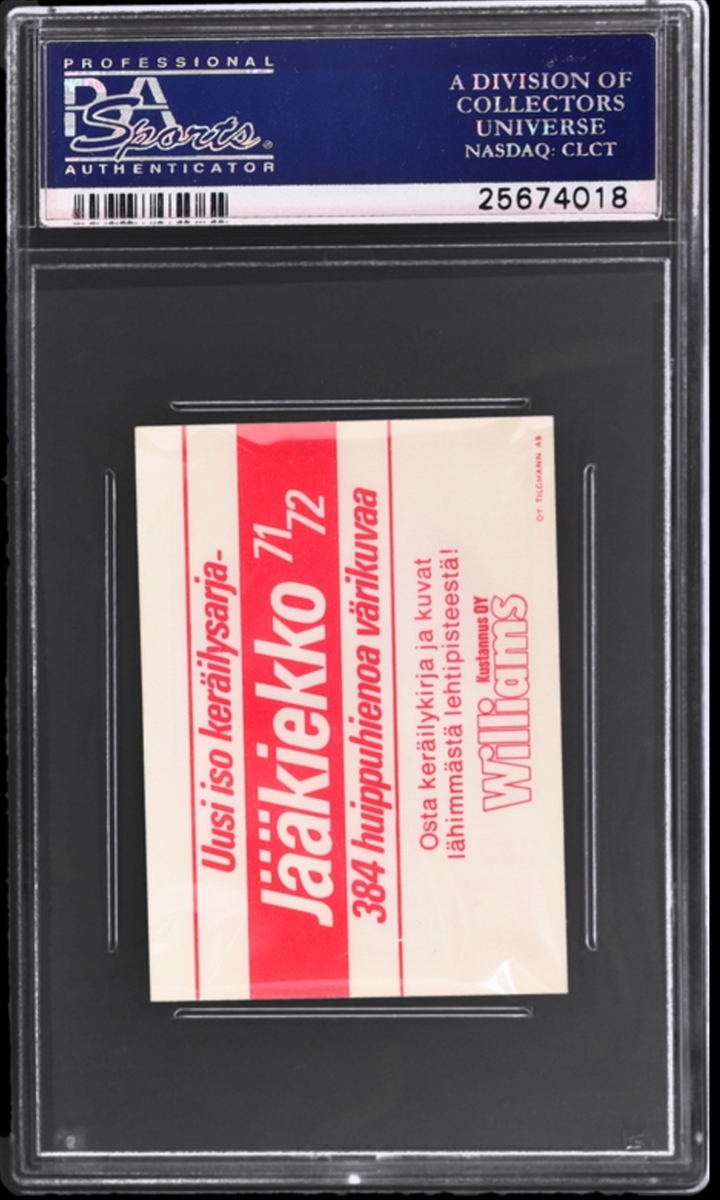 PROFESSIONAL
PSA
Sports
AUTHENTICATOR
A DIVISION OF
COLLECTORS
UNIVERSE
NASDAQ: CLCT
25674018
Uusi iso keräilysarja-
Jääkiekko 71 72
384 huippuhienoa värikuvaa
Osta keräilykirja ja kuvat
lähimmästä lehtipisteestä!
Kustannus OY
Williams
OY TILGMANN AB